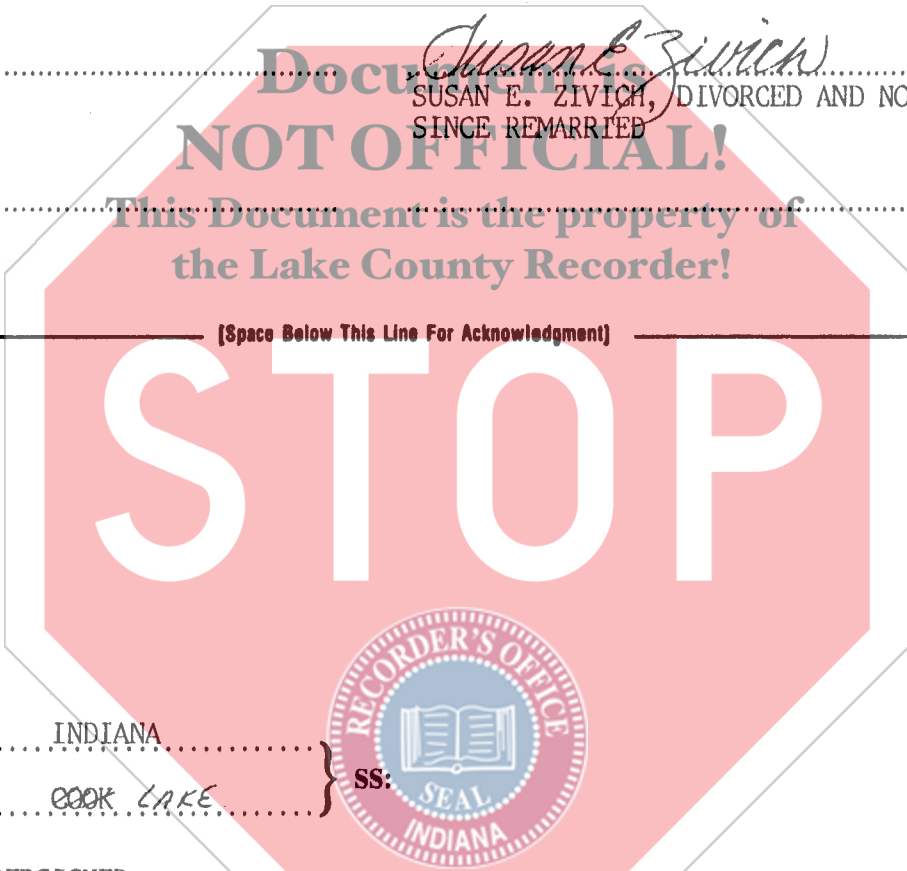 Susan E Zivich
Document is
SUSAN E. ZIVICH, DIVORCED AND NO
SINCE REMARRIED
NOT OFFICIAL!
This Document is the property of
the Lake County Recorder!
[Space Below This Line For Acknowledgment]
STOP
RECORDER'S OFFICE
SEAL
INDIANA
INDIANA
SS:
COOK LAKE